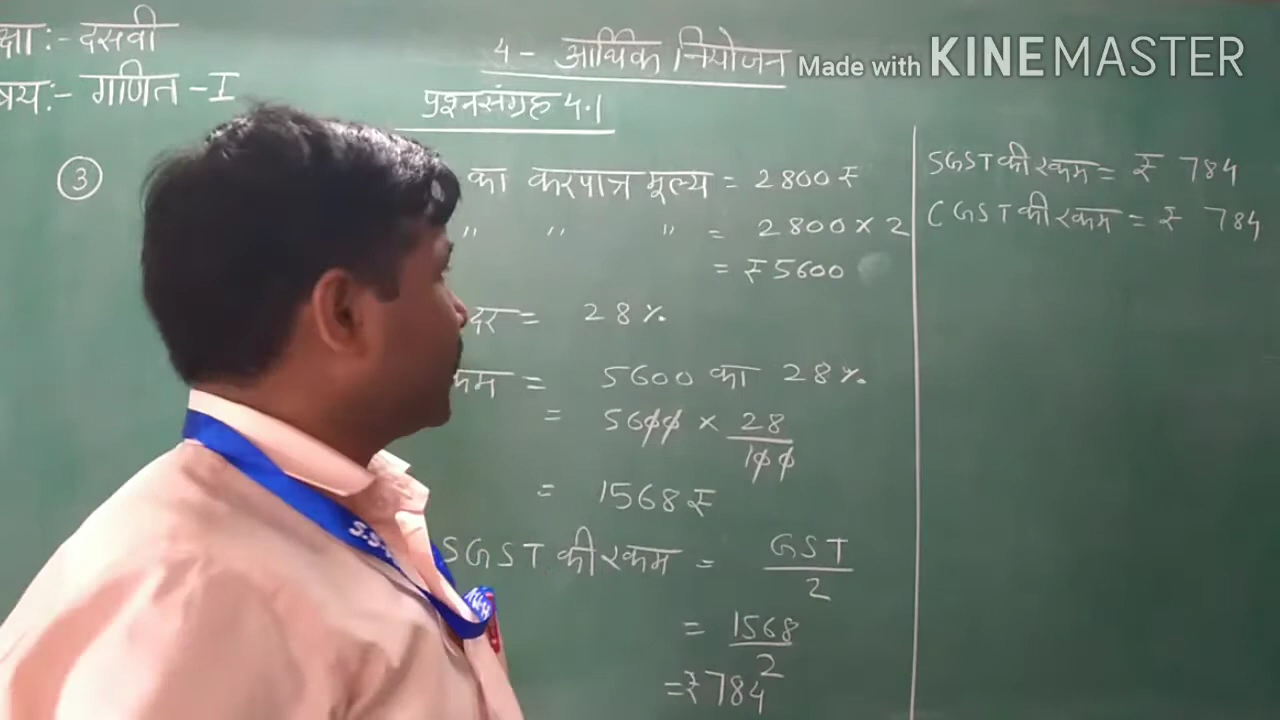 क्षा :- दसवी
षय:- गणित - I
4 - आर्थिक नियोजन
प्रश्नसंग्रह 4.1
Made with KINEMASTER
③
का करपात्र मूल्य = 2800 ₹
" " " = 2800 × 2
= ₹ 5600
दर = 28 %
कम = 5600 का 28 %
= 5600 × 28/100
= 1568 ₹
SGST की रकम = GST/2
= 1568/2
= ₹ 784
SGST की रकम = ₹ 784
CGST की रकम = ₹ 784